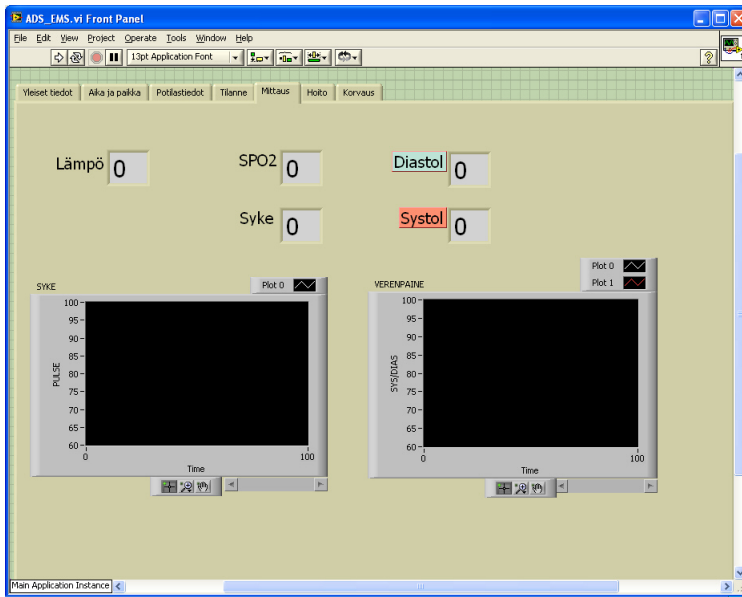 ADS_EMS.vi Front Panel
File Edit View Project Operate Tools Window Help
13pt Application Font
Yleiset tiedot Aika ja paikka Potilastiedot Tilanne Mittaus Hoito Korvaus
Lämpö 0 SPO2 0 Diastol 0
Syke 0 Systol 0
SYKE Plot 0
100
95
90
85
80
75
70
65
60
PULSE
0 100
Time
VERENPAINE Plot 0
Plot 1
100
95
90
85
80
75
70
65
60
SYS/DIAS
0 100
Time
Main Application Instance